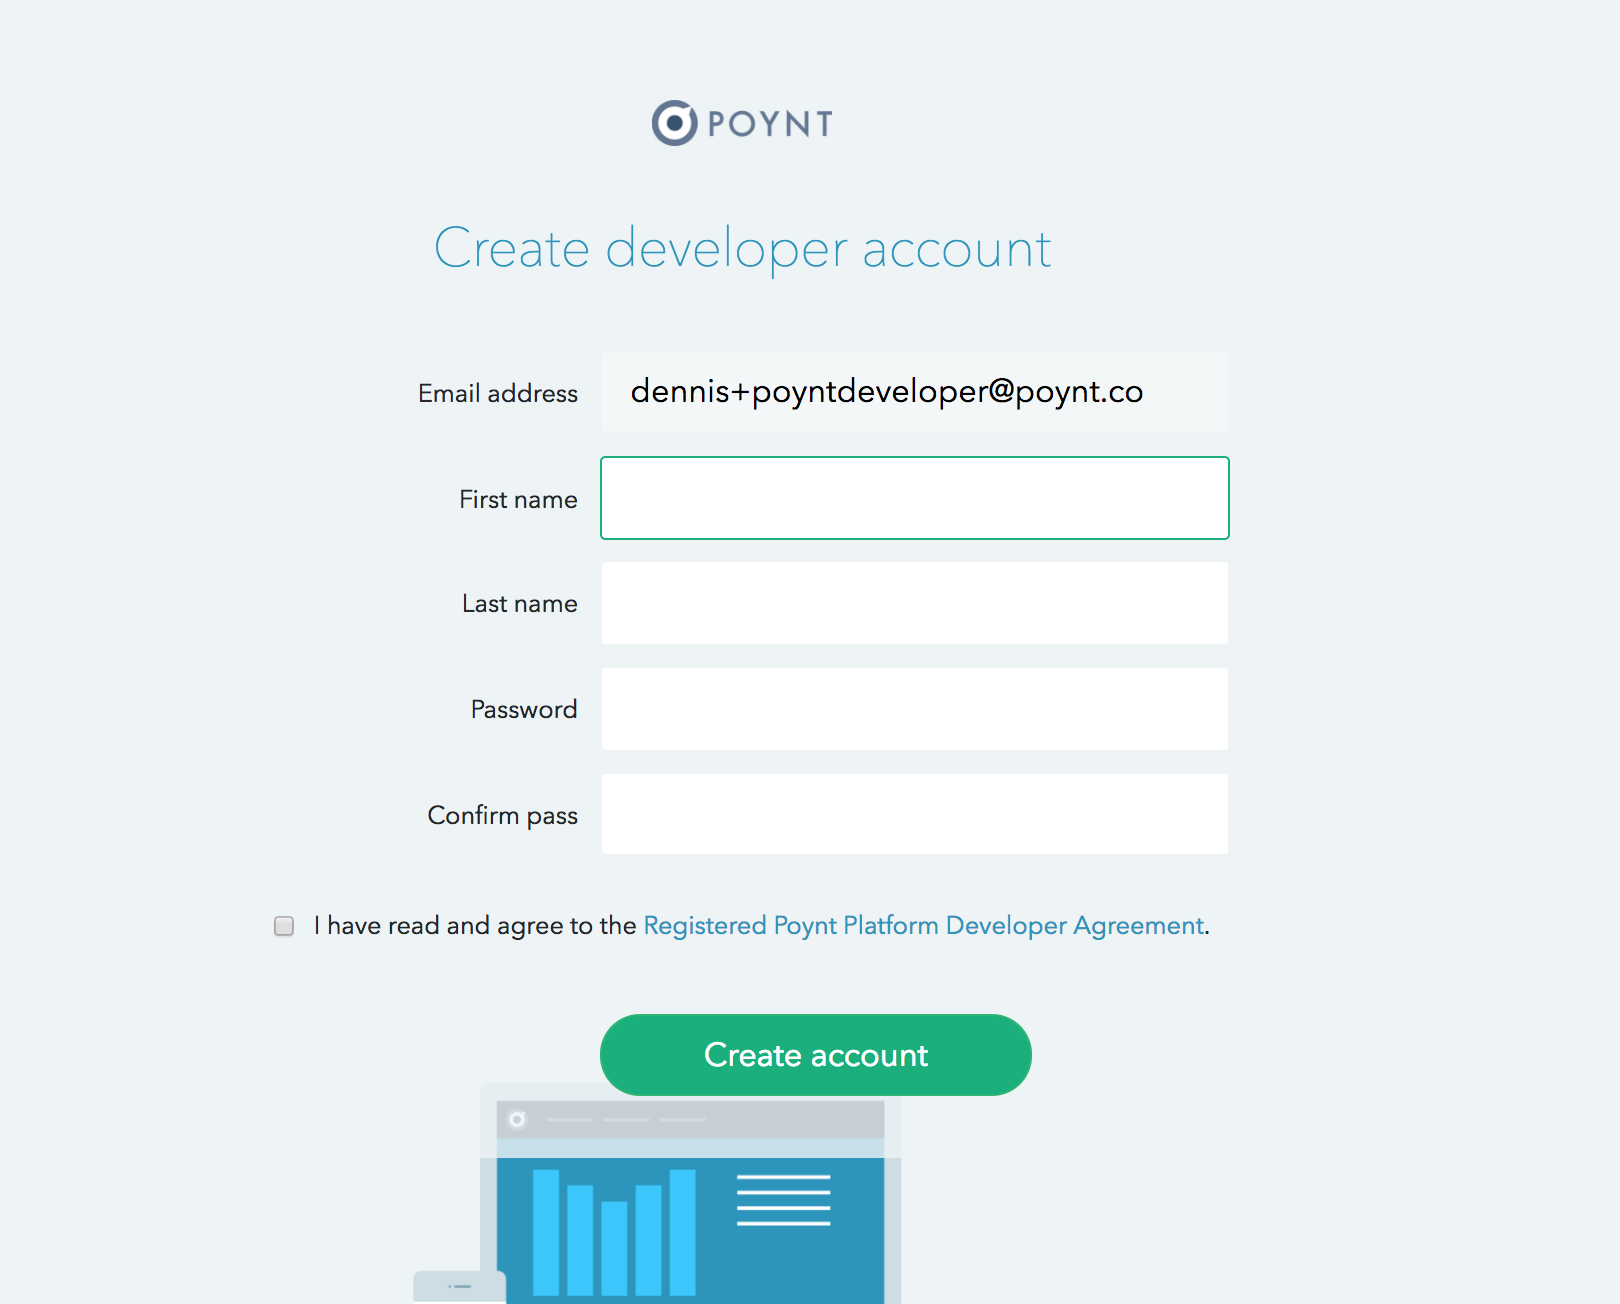 POYNT
Create developer account
Email address dennis+poyntdeveloper@poynt.co
First name
Last name
Password
Confirm pass
I have read and agree to the Registered Poynt Platform Developer Agreement.
Create account